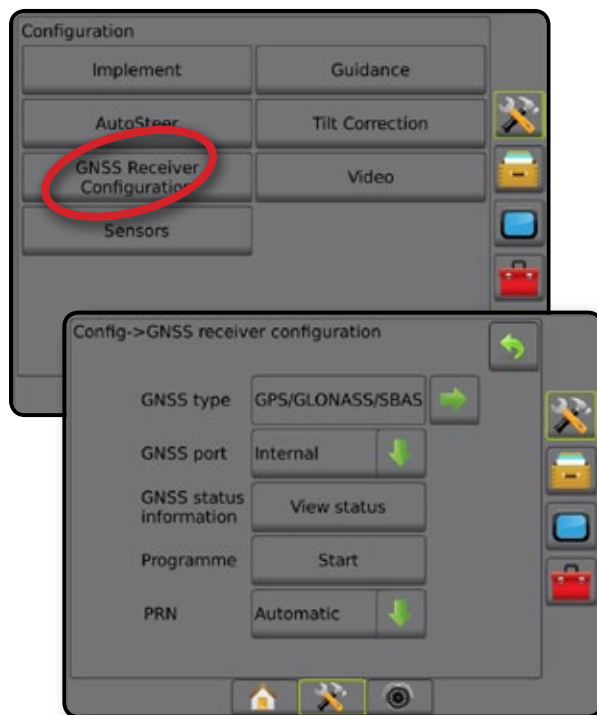 Configuration
Implement
Guidance
AutoSteer
Tilt Correction
GNSS Receiver
Configuration
Video
Sensors
Config->GNSS receiver configuration
GNSS type
GPS/GLONASS/SBAS
GNSS port
Internal
GNSS status
information
View status
Programme
Start
PRN
Automatic